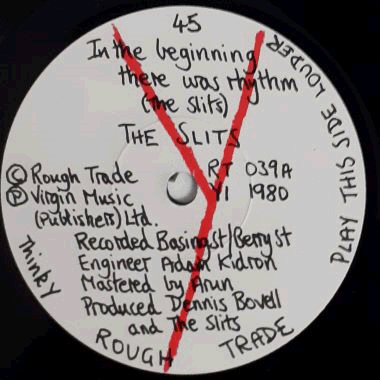 45
In the beginning
there was rhythm
(the slits)
THE SLITS
RT 039A
YI 1980
© Rough Trade
℗ Virgin Music
(Publishers) Ltd.
Recorded Basing St/Berry St
Engineer Adam Kidron
Mastered by Arun
Produced Dennis Bovell
and The Slits
ROUGH TRADE
Thinky
PLAY THIS SIDE LOUDER